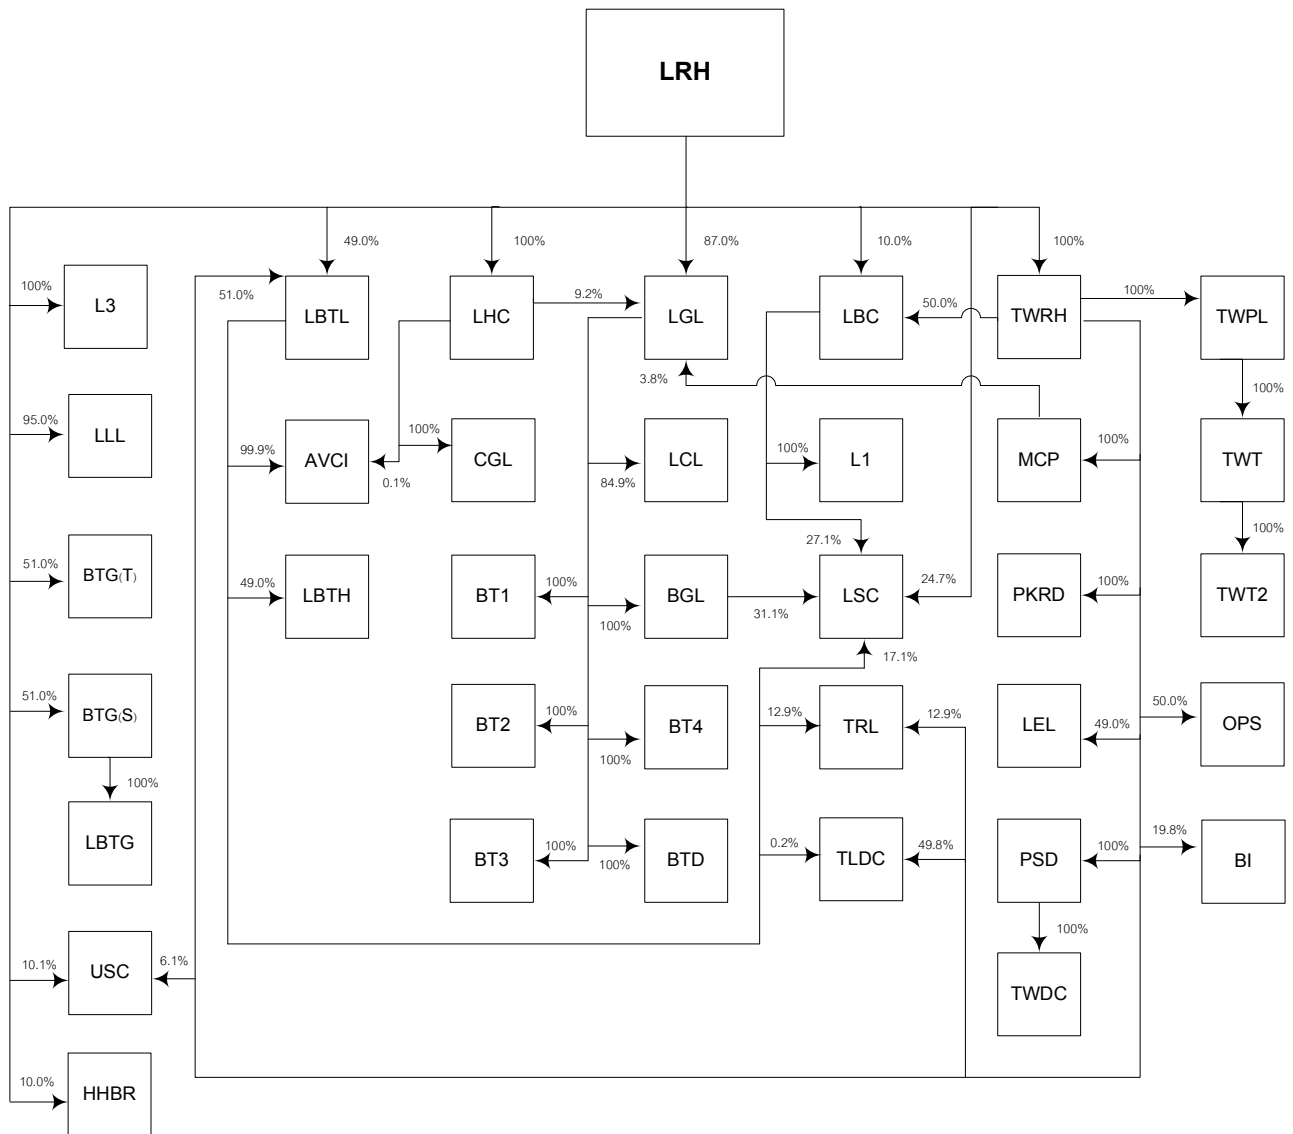 LRH
49.0%
100%
87.0%
10.0%
100%
100%
L3
51.0%
LBTL
LHC
9.2%
LGL
LBC
50.0%
TWRH
100%
TWPL
3.8%
100%
95.0%
LLL
99.9%
AVCI
0.1%
100%
CGL
84.9%
LCL
100%
L1
MCP
100%
TWT
27.1%
100%
51.0%
BTG(T)
49.0%
LBTH
BT1
100%
100%
BGL
31.1%
LSC
24.7%
PKRD
100%
TWT2
17.1%
51.0%
BTG(S)
BT2
100%
100%
BT4
12.9%
TRL
12.9%
LEL
49.0%
50.0%
OPS
100%
LBTG
BT3
100%
100%
BTD
0.2%
TLDC
49.8%
PSD
100%
19.8%
BI
100%
10.1%
USC
6.1%
TWDC
10.0%
HHBR